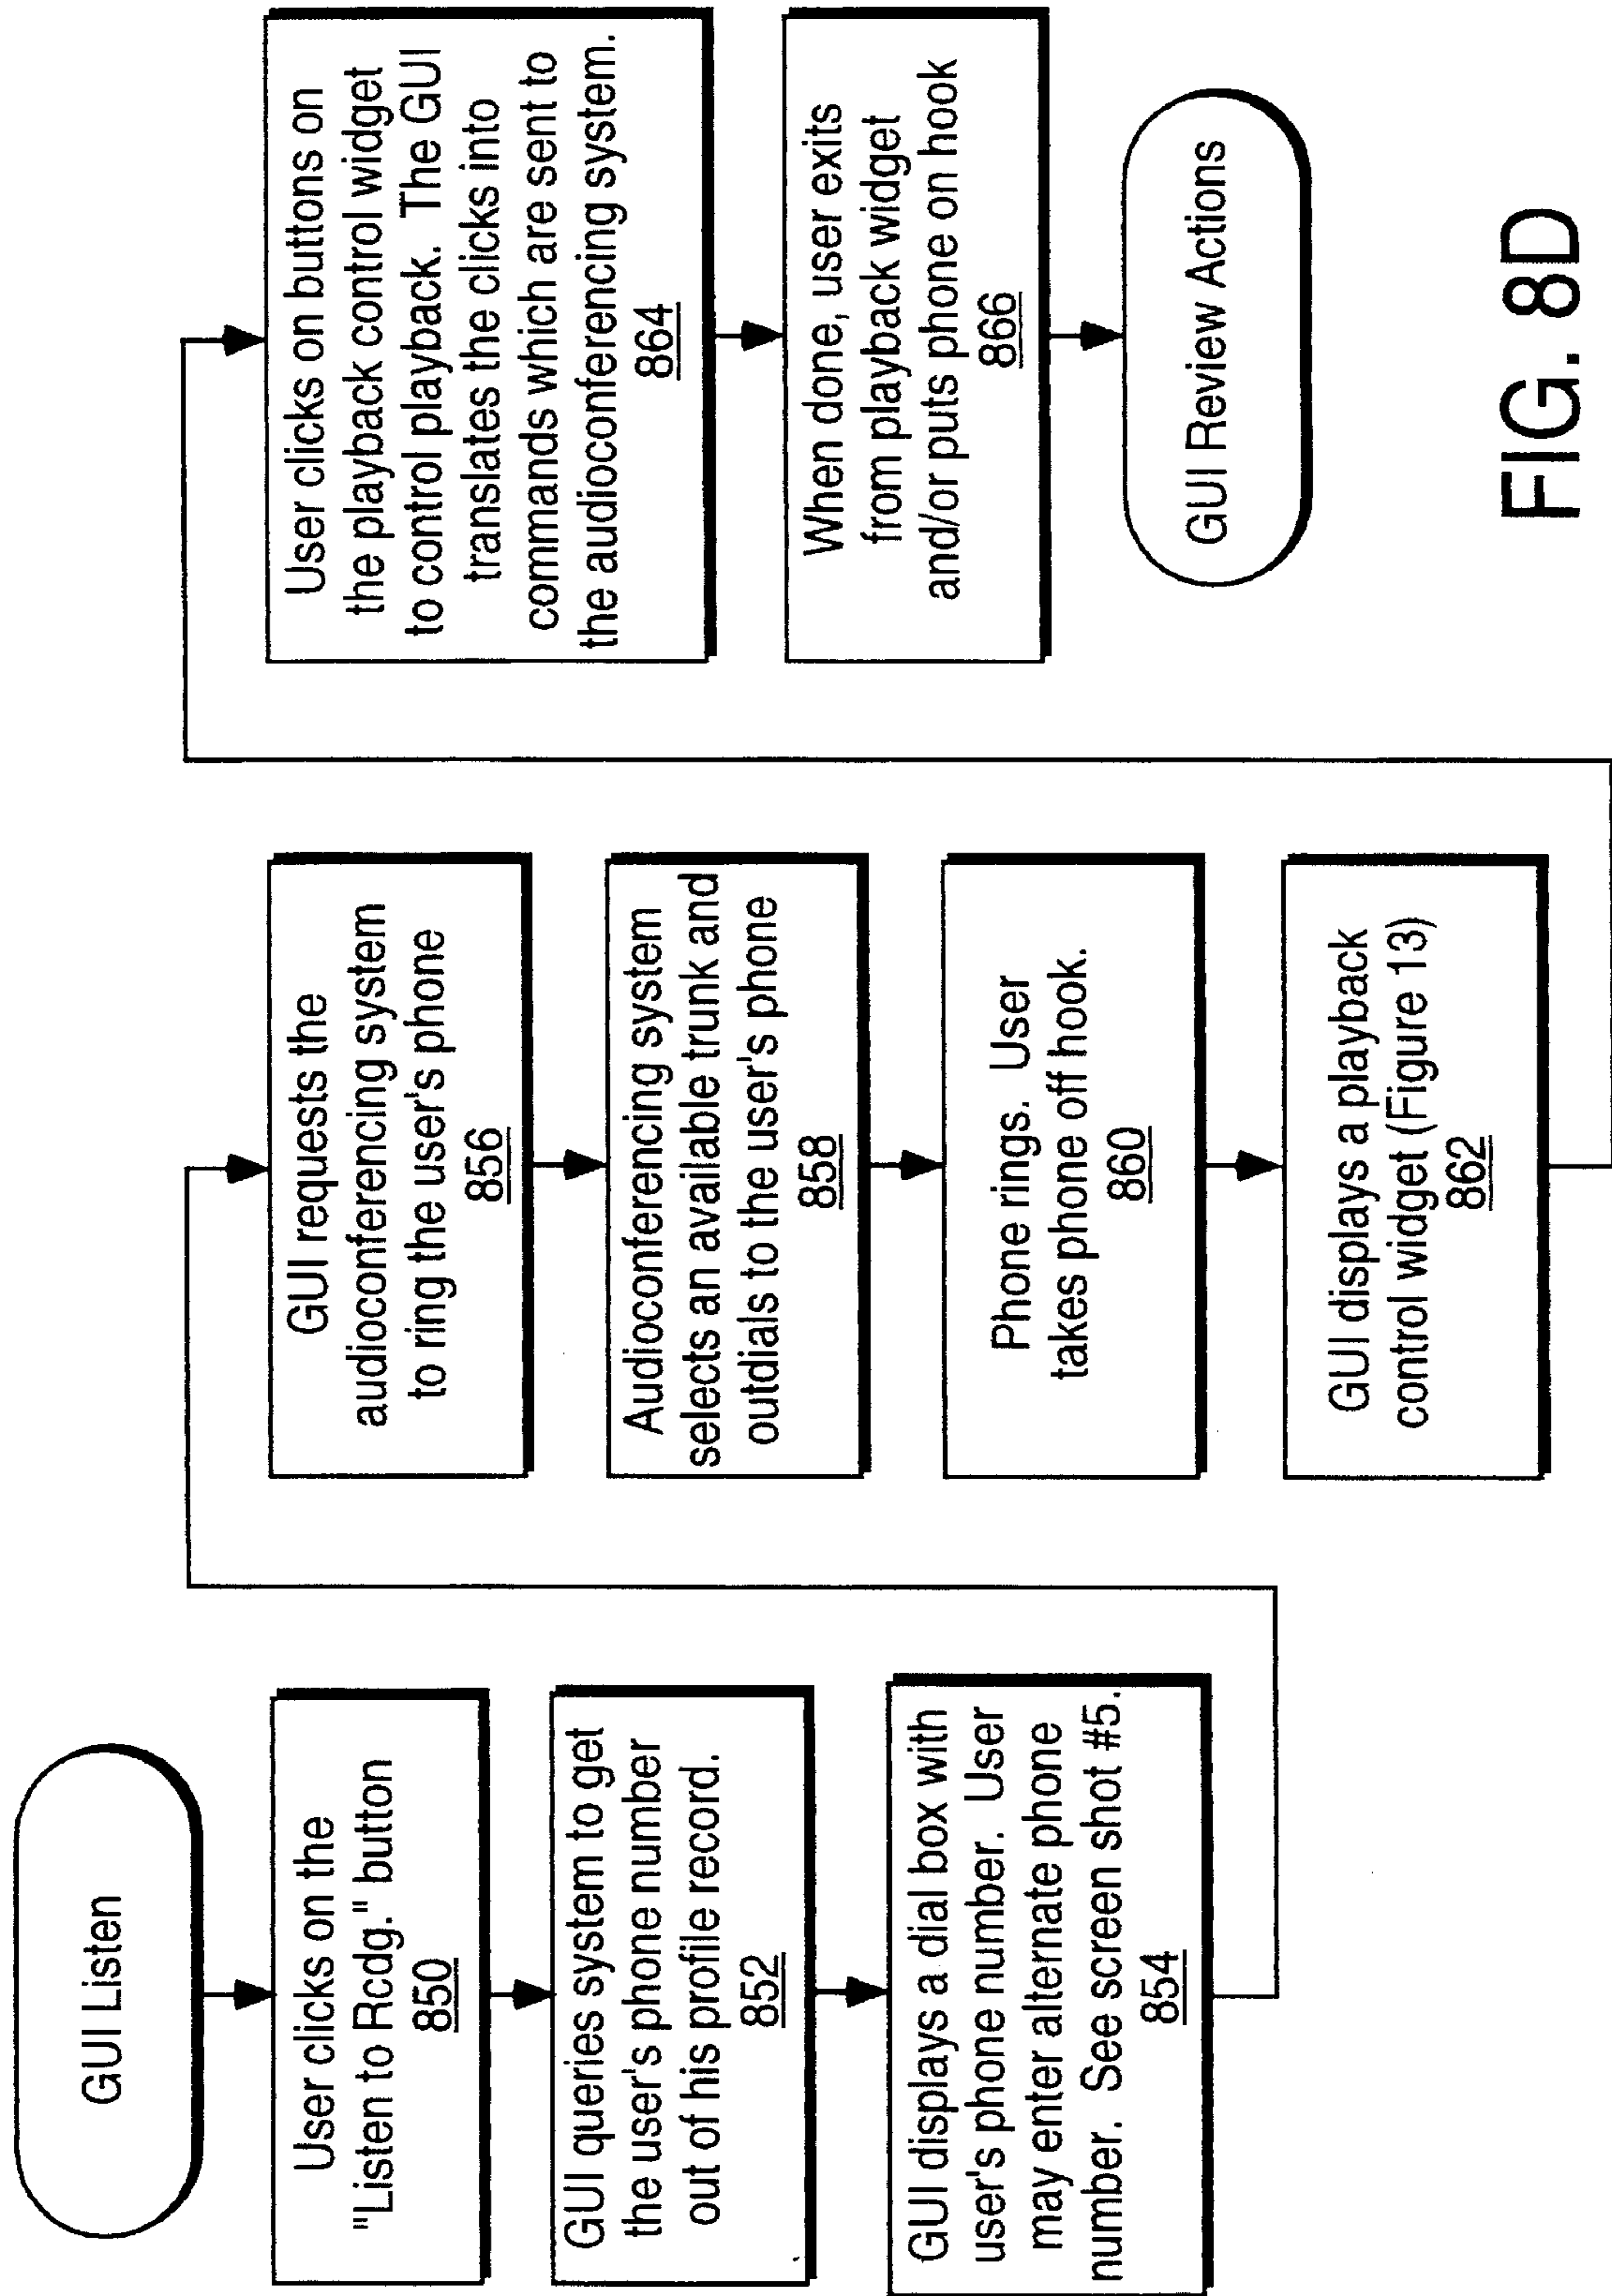 GUI Listen
User clicks on the
"Listen to Rcdg." button
850
GUI queries system to get
the user's phone number
out of his profile record.
852
GUI displays a dial box with
user's phone number. User
may enter alternate phone
number. See screen shot #5.
854
GUI requests the
audioconferencing system
to ring the user's phone
856
Audioconferencing system
selects an available trunk and
outdials to the user's phone
858
Phone rings. User
takes phone off hook.
860
GUI displays a playback
control widget (Figure 13)
862
User clicks on buttons on
the playback control widget
to control playback. The GUI
translates the clicks into
commands which are sent to
the audioconferencing system.
864
When done, user exits
from playback widget
and/or puts phone on hook
866
GUI Review Actions
FIG. 8D